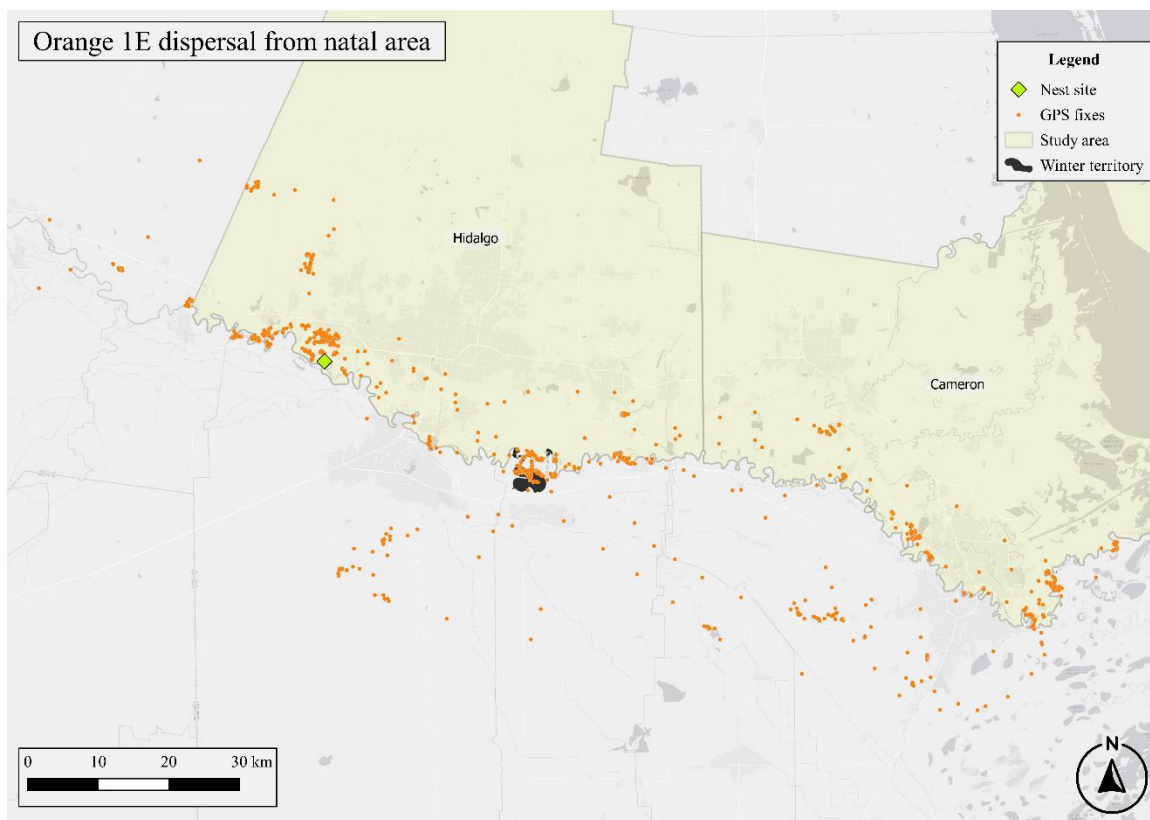 Orange 1E dispersal from natal area
Legend
Nest site
GPS fixes
Study area
Winter territory
Hidalgo
Cameron
0 10 20 30 km
N